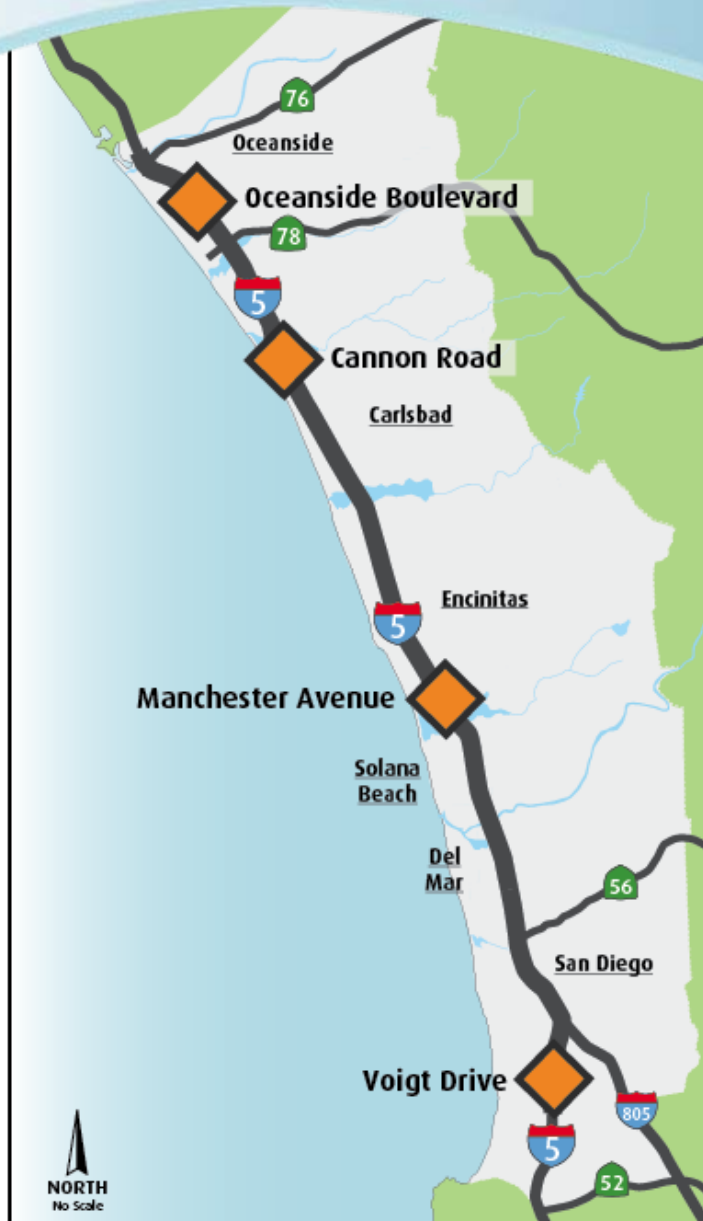 76
Oceanside
Oceanside Boulevard
78
5
Cannon Road
Carlsbad
Encinitas
5
Manchester Avenue
Solana
Beach
Del
Mar
56
San Diego
Voigt Drive
805
5
52
NORTH
No Scale